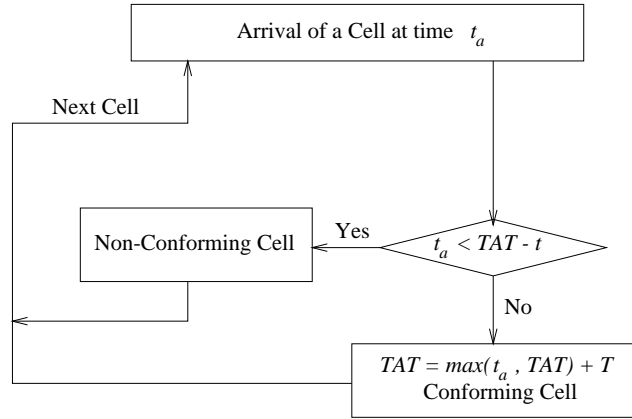 Arrival of a Cell at time t_a
Next Cell
Non-Conforming Cell
Yes
t_a < TAT - t
No
TAT = max(t_a , TAT) + T
Conforming Cell